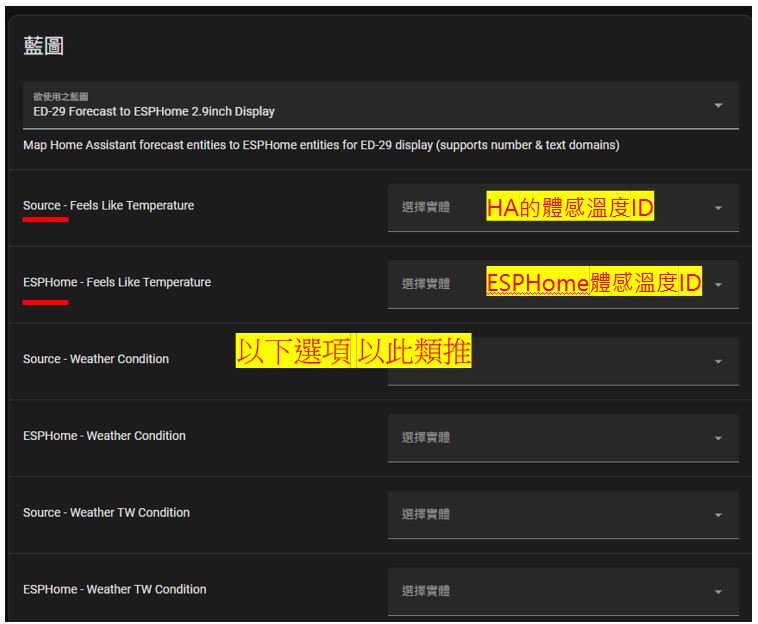 藍圖
欲使用之藍圖
ED-29 Forecast to ESPHome 2.9inch Display
Map Home Assistant forecast entities to ESPHome entities for ED-29 display (supports number & text domains)
Source - Feels Like Temperature
選擇實體
HA的體感溫度ID
ESPHome - Feels Like Temperature
選擇實體
ESPHome體感溫度ID
以下選項 以此類推
Source - Weather Condition
ESPHome - Weather Condition
選擇實體
Source - Weather TW Condition
選擇實體
ESPHome - Weather TW Condition
選擇實體